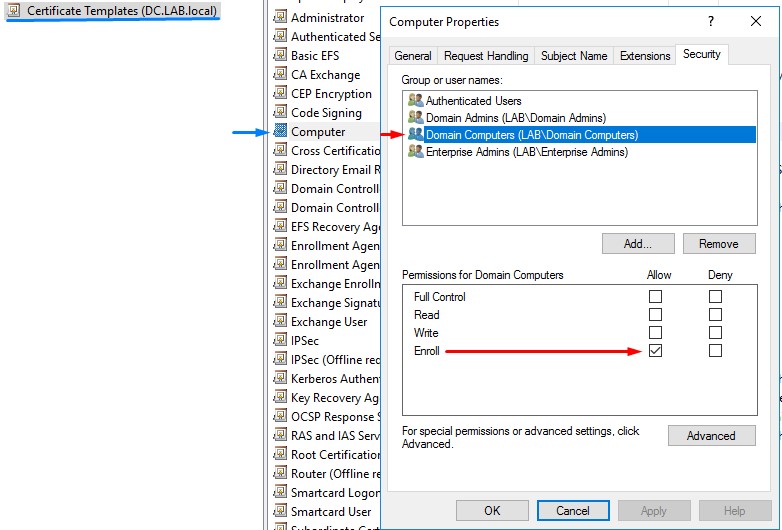 Certificate Templates (DC.LAB.local)
Administrator
Authenticated Se
Basic EFS
CA Exchange
CEP Encryption
Code Signing
Computer
Cross Certificatio
Directory Email R
Domain Controll
Domain Controll
EFS Recovery Age
Enrollment Agen
Enrollment Agen
Exchange Enrolln
Exchange Signatu
Exchange User
IPSec
IPSec (Offline req
Kerberos Authen
Key Recovery Ag
OCSP Response S
RAS and IAS Serv
Root Certification
Router (Offline re
Smartcard Logon
Smartcard User
Computer Properties
? ×
General Request Handling Subject Name Extensions Security
Group or user names:
Authenticated Users
Domain Admins (LAB\Domain Admins)
Domain Computers (LAB\Domain Computers)
Enterprise Admins (LAB\Enterprise Admins)
Add... Remove
Permissions for Domain Computers Allow Deny
Full Control
Read
Write
Enroll
For special permissions or advanced settings, click
Advanced.
Advanced
OK Cancel Apply Help